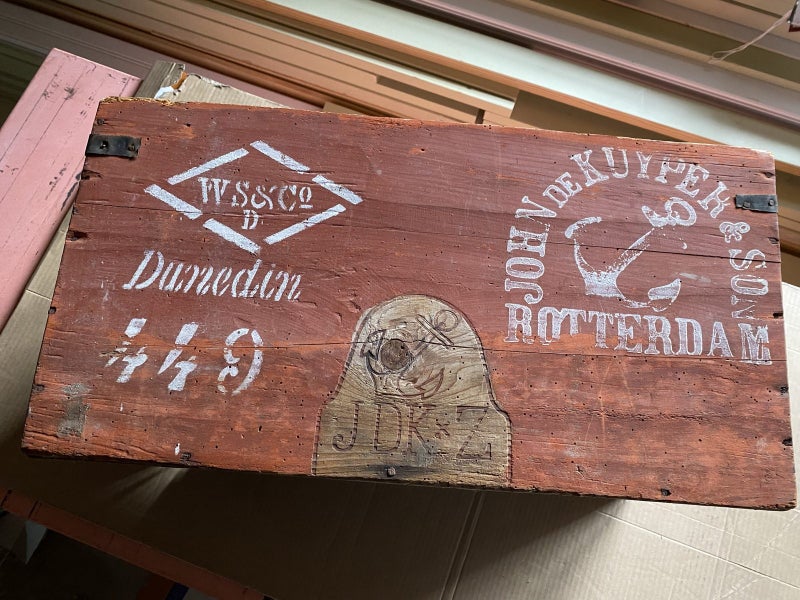 WS&Co
D
Dunedin
449
JOHN DE KUYPER & SON
ROTTERDAM
JDK&Z